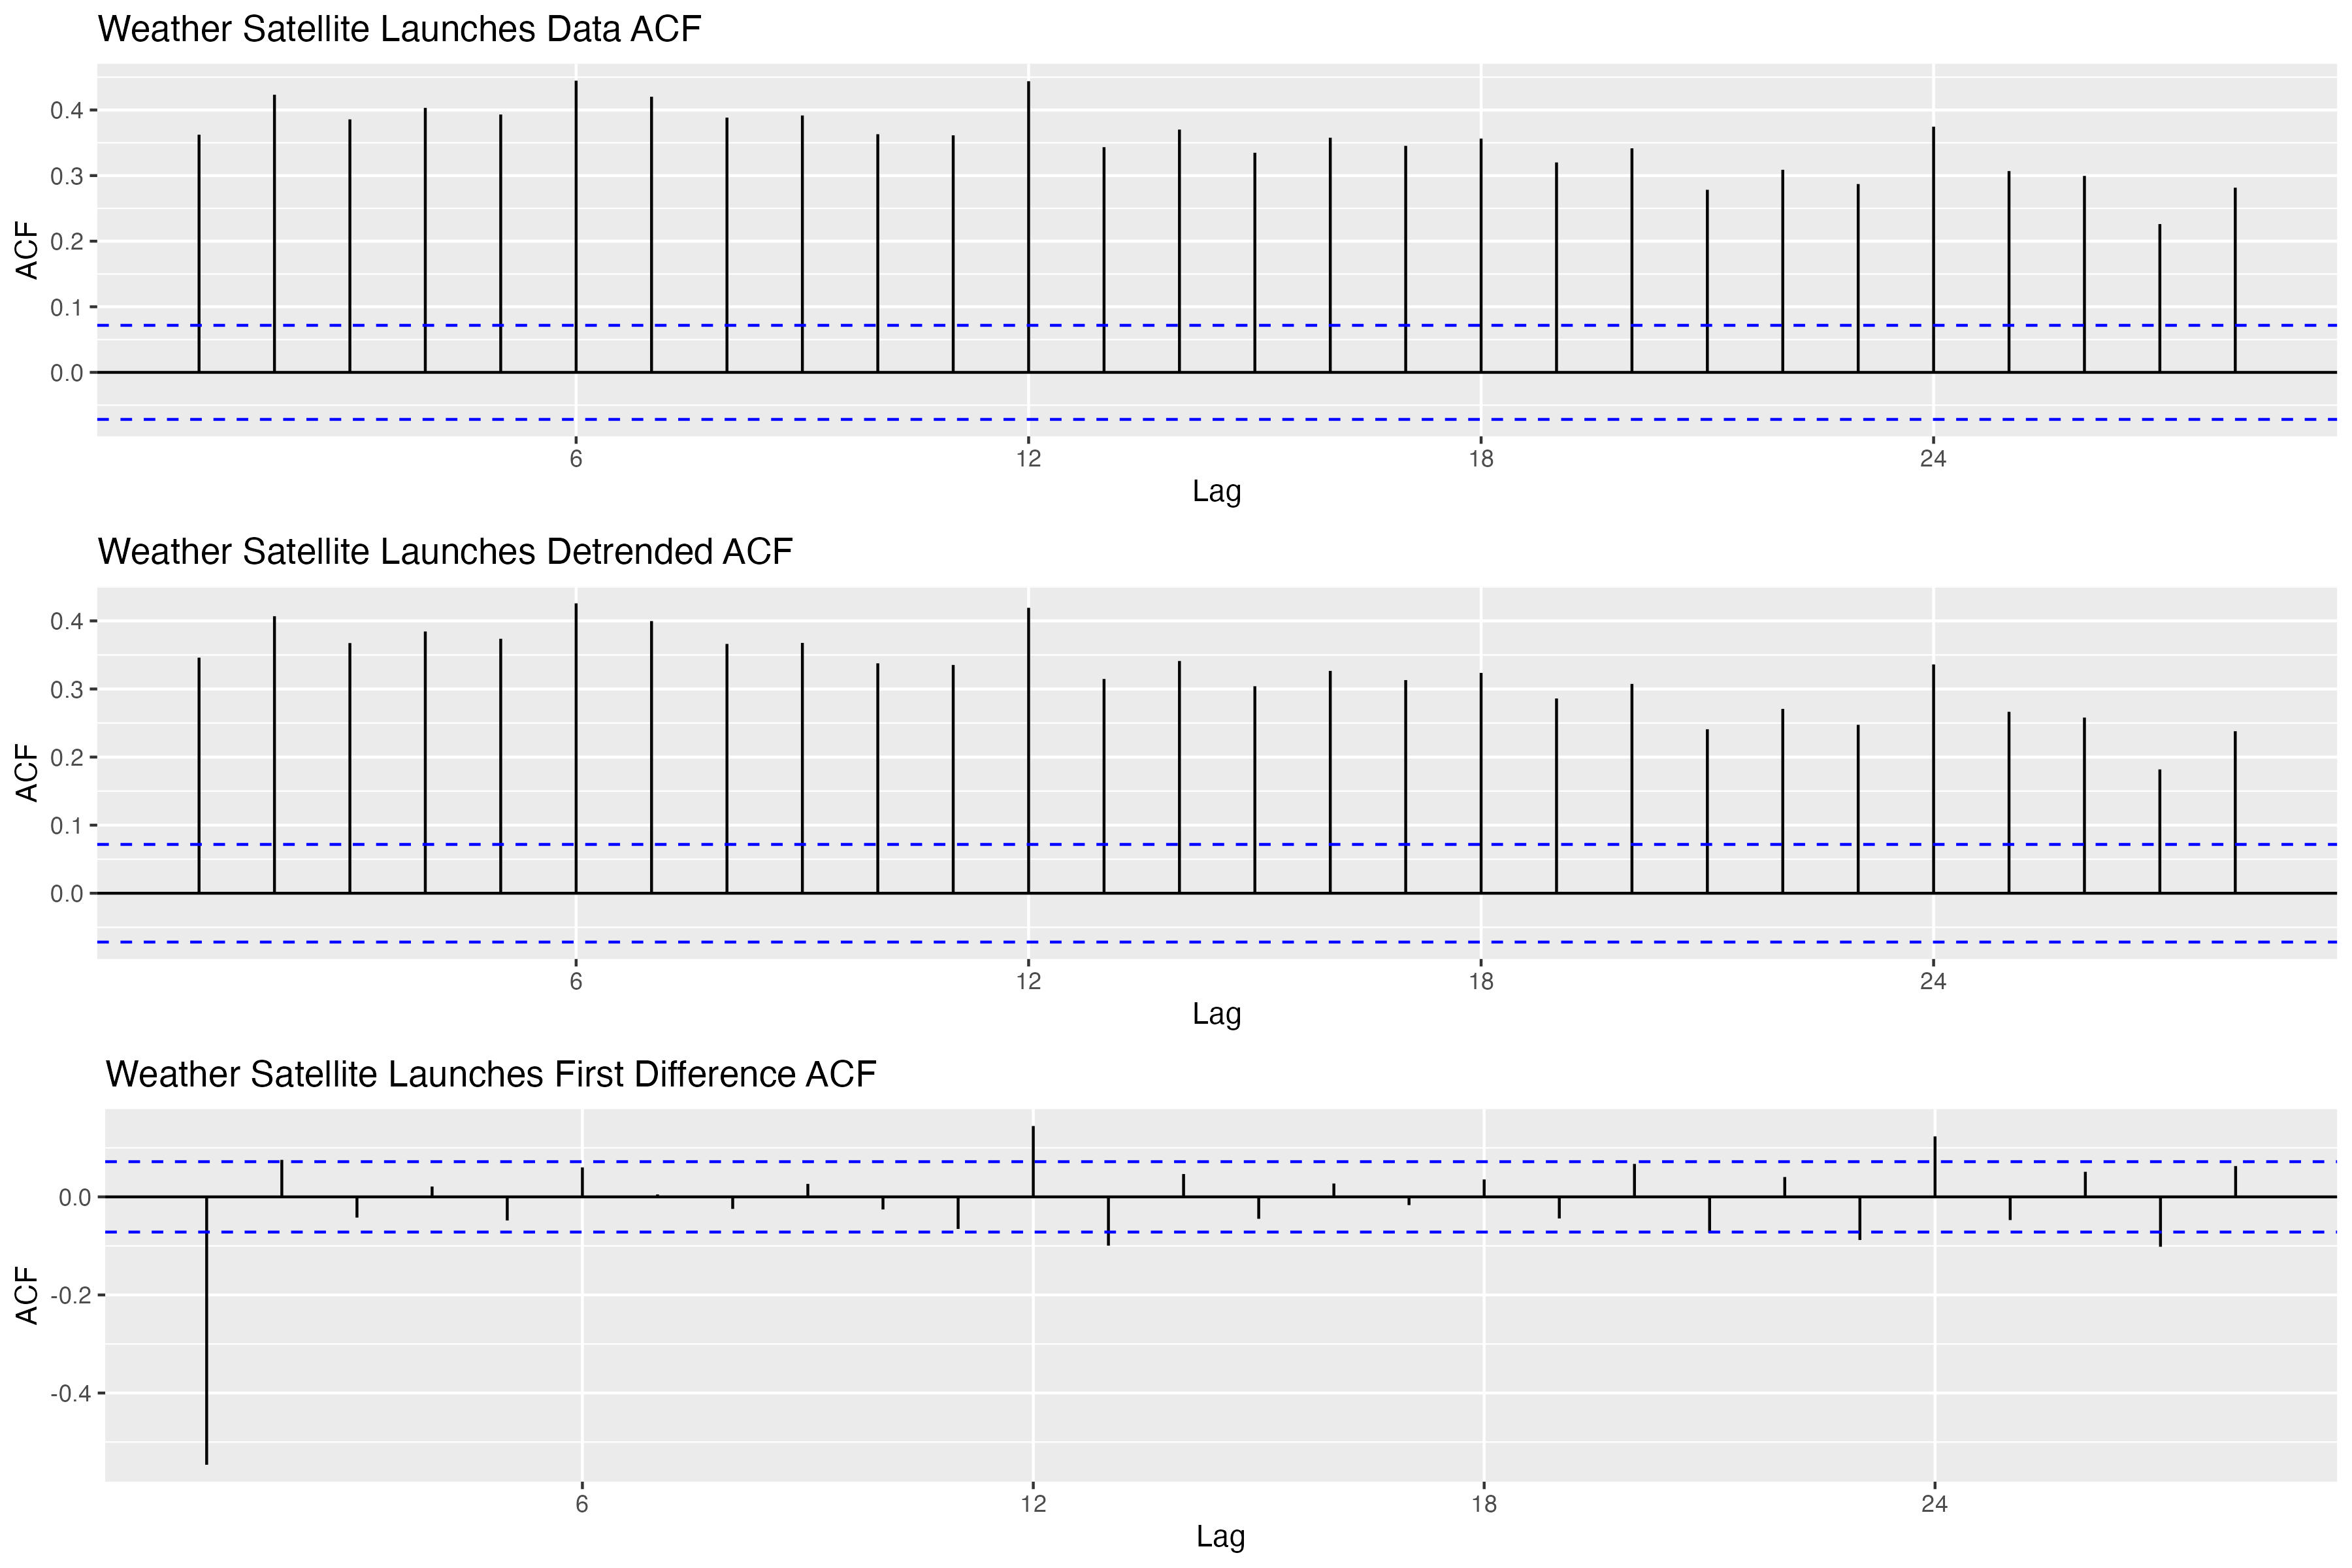 Weather Satellite Launches Data ACF
0.4
0.3
0.2
0.1
0.0
ACF
6 12 18 24
Lag
Weather Satellite Launches Detrended ACF
0.4
0.3
0.2
0.1
0.0
ACF
6 12 18 24
Lag
Weather Satellite Launches First Difference ACF
0.0
-0.2
-0.4
ACF
6 12 18 24
Lag